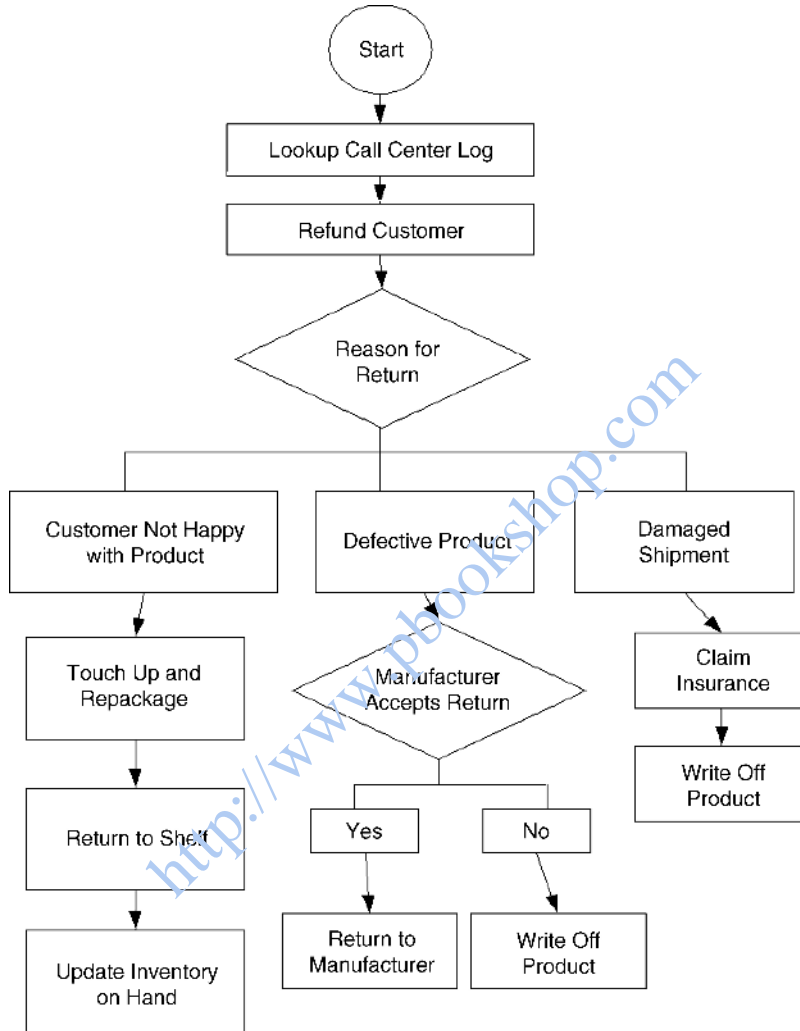 Start
Lookup Call Center Log
Refund Customer
Reason for
Return
Customer Not Happy
with Product
Defective Product
Damaged
Shipment
Touch Up and
Repackage
Manufacturer
Accepts Return
Claim
Insurance
Write Off
Product
Return to Shelf
Yes
No
Update Inventory
on Hand
Return to
Manufacturer
Write Off
Product
http://www.pbookshop.com